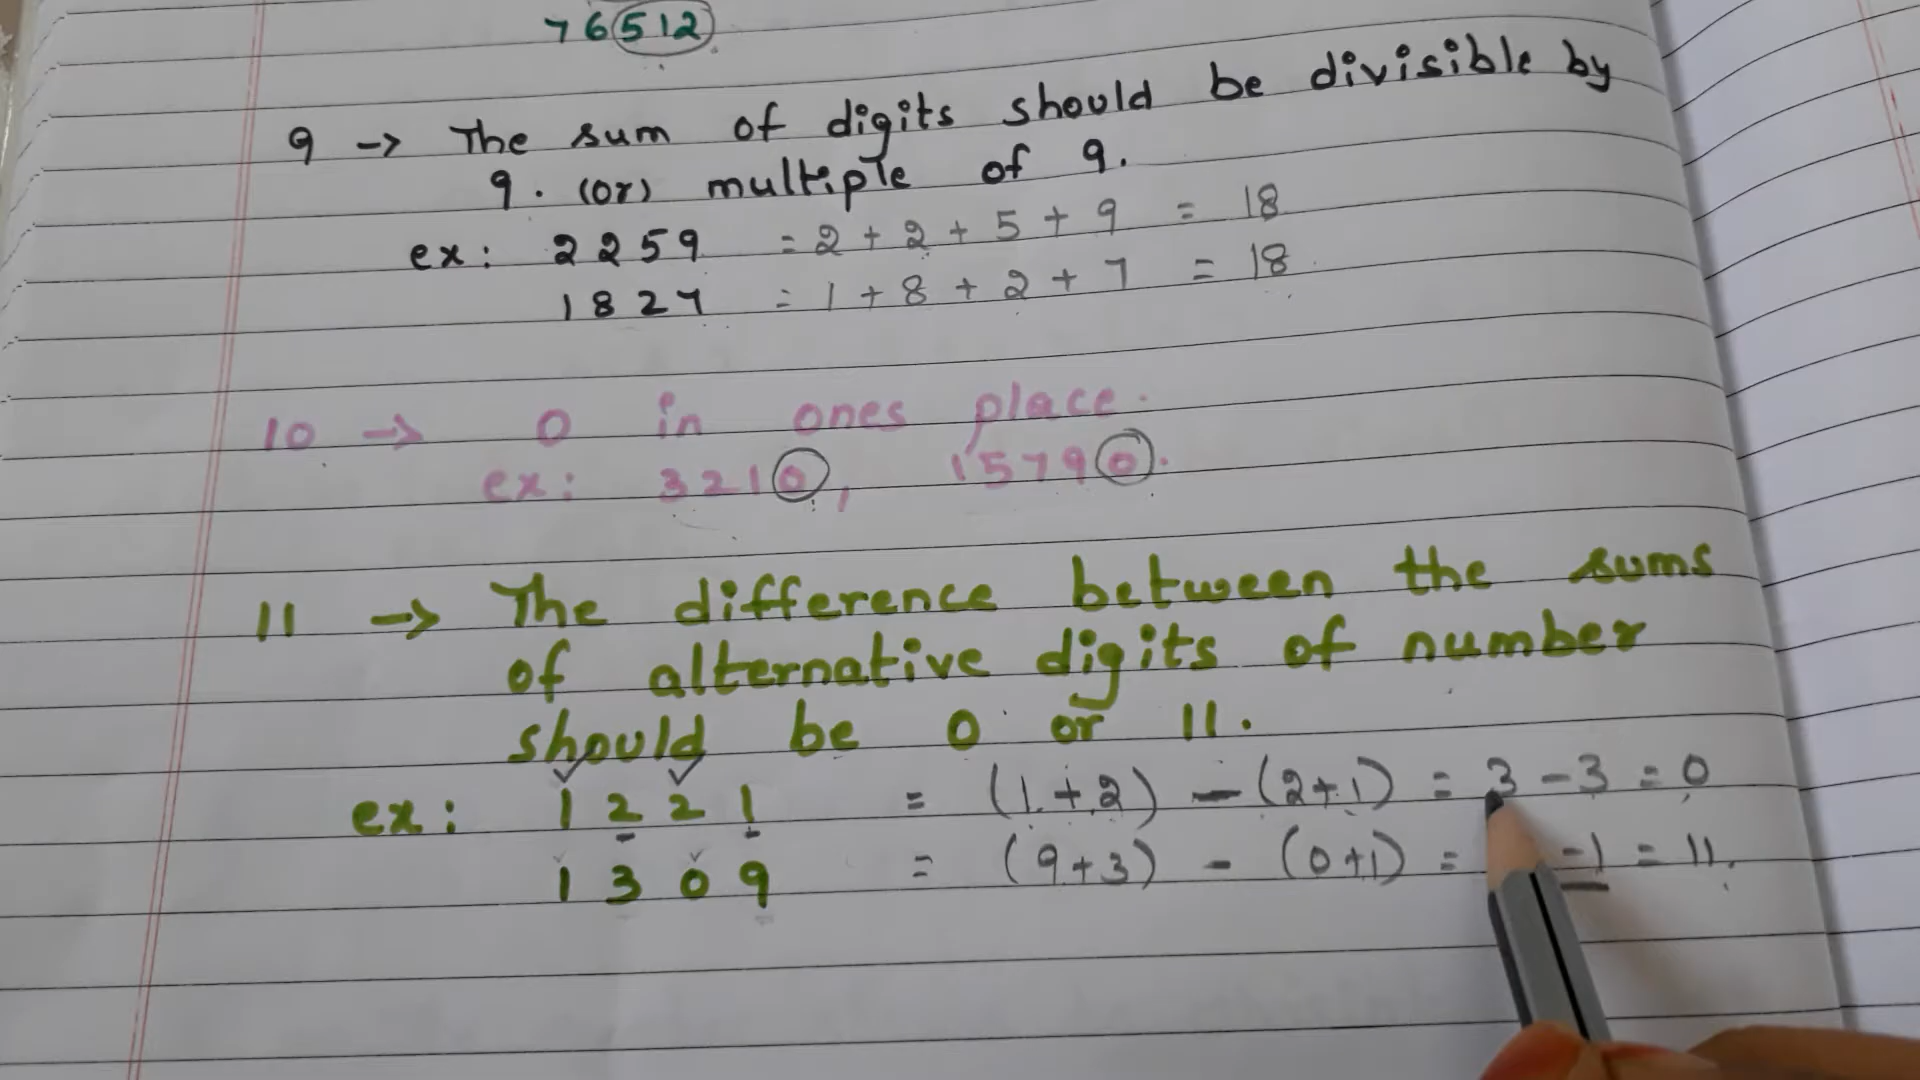 76512
9 → The sum of digits should be divisible by
9. (or) multiple of 9.
ex: 2259 = 2 + 2 + 5 + 9 = 18
1827 = 1 + 8 + 2 + 7 = 18
10 → 0 in ones place.
ex: 3210, 15790.
11 → The difference between the sums
of alternative digits of number
should be 0 or 11.
ex: 1221 = (1+2) - (2+1) = 3 - 3 = 0
1309 = (9+3) - (0+1) = -1 = 11.